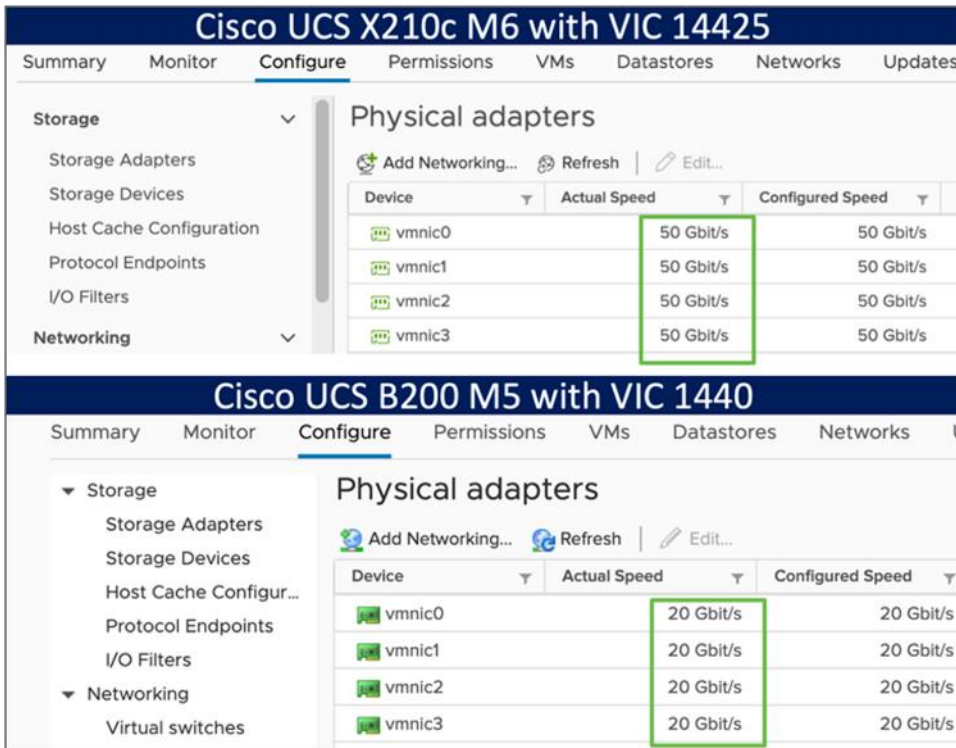 Cisco UCS X210c M6 with VIC 14425
Summary Monitor Configure Permissions VMs Datastores Networks Updates
Storage
Storage Adapters
Storage Devices
Host Cache Configuration
Protocol Endpoints
I/O Filters
Networking
Physical adapters
Add Networking... Refresh Edit...
Device Actual Speed Configured Speed
vmnic0 50 Gbit/s 50 Gbit/s
vmnic1 50 Gbit/s 50 Gbit/s
vmnic2 50 Gbit/s 50 Gbit/s
vmnic3 50 Gbit/s 50 Gbit/s
Cisco UCS B200 M5 with VIC 1440
Summary Monitor Configure Permissions VMs Datastores Networks
Storage
Storage Adapters
Storage Devices
Host Cache Configur...
Protocol Endpoints
I/O Filters
Networking
Virtual switches
Physical adapters
Add Networking... Refresh Edit...
Device Actual Speed Configured Speed
vmnic0 20 Gbit/s 20 Gbit/s
vmnic1 20 Gbit/s 20 Gbit/s
vmnic2 20 Gbit/s 20 Gbit/s
vmnic3 20 Gbit/s 20 Gbit/s